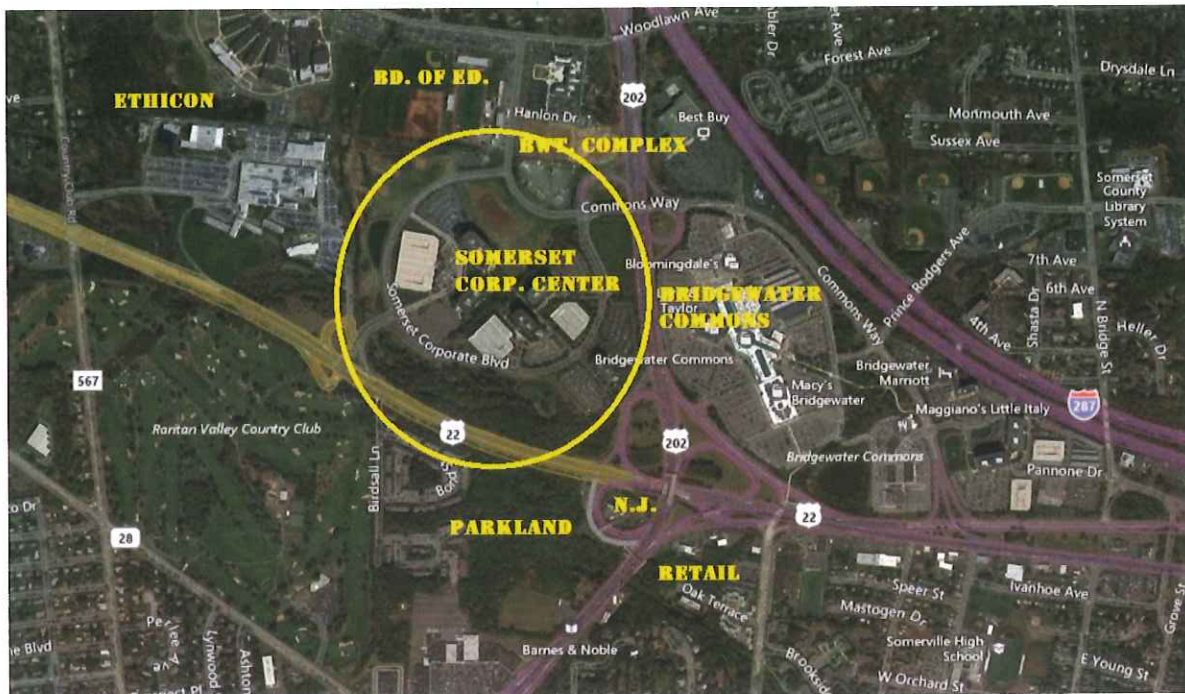 Woodlawn Ave
Forest Ave
Drysdale Ln
BD. OF ED.
ETHICON
202
Hanlon Dr
Best Buy
Monmouth Ave
Sussex Ave
BWT. COMPLEX
Somerset
County
Library
System
Commons Way
SOMERSET
CORP. CENTER
Bloomingdale's
Taylor
BRIDGEWATER
COMMONS
Commons Way
Prince Rodgers Ave
7th Ave
6th Ave
4th Ave
Shasta Dr
N Bridge St
Heller Dr
Somerset Corporate Blvd
Bridgewater Commons
Bridgewater
Marriott
Macy's
Bridgewater
Maggiano's Little Italy
287
567
Raritan Valley Country Club
22
202
Bridgewater Commons
Pannone Dr
Birdsall Ln
N.J.
22
PARKLAND
28
RETAIL
Oak Terrace
Speer St
Ivanhoe Ave
Grove St
Mastogen Dr
Barnes & Noble
Somerville High
School
E Young St
W Orchard St
Lynwood
Ashton